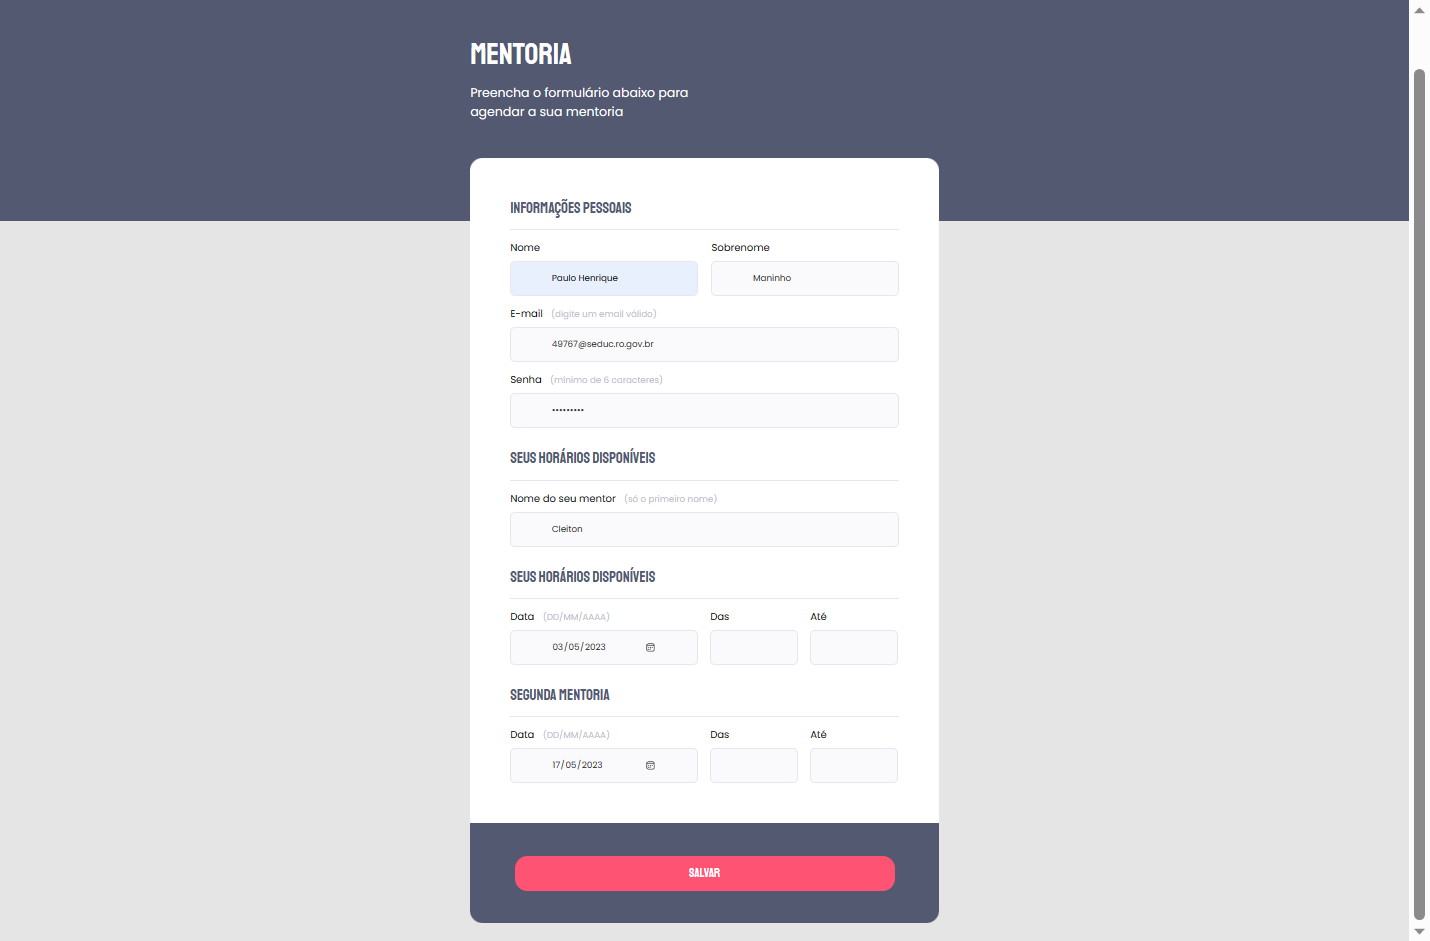 MENTORIA
Preencha o formulário abaixo para
agendar a sua mentoria
INFORMAÇÕES PESSOAIS
Nome Sobrenome
Paulo Henrique Maninho
E-mail (digite um email válido)
49767@seduc.ro.gov.br
Senha (mínimo de 6 caracteres)
•••••••••
SEUS HORÁRIOS DISPONÍVEIS
Nome do seu mentor (só o primeiro nome)
Cleiton
SEUS HORÁRIOS DISPONÍVEIS
Data (DD/MM/AAAA) Das Até
03/05/2023
SEGUNDA MENTORIA
Data (DD/MM/AAAA) Das Até
17/05/2023
SALVAR